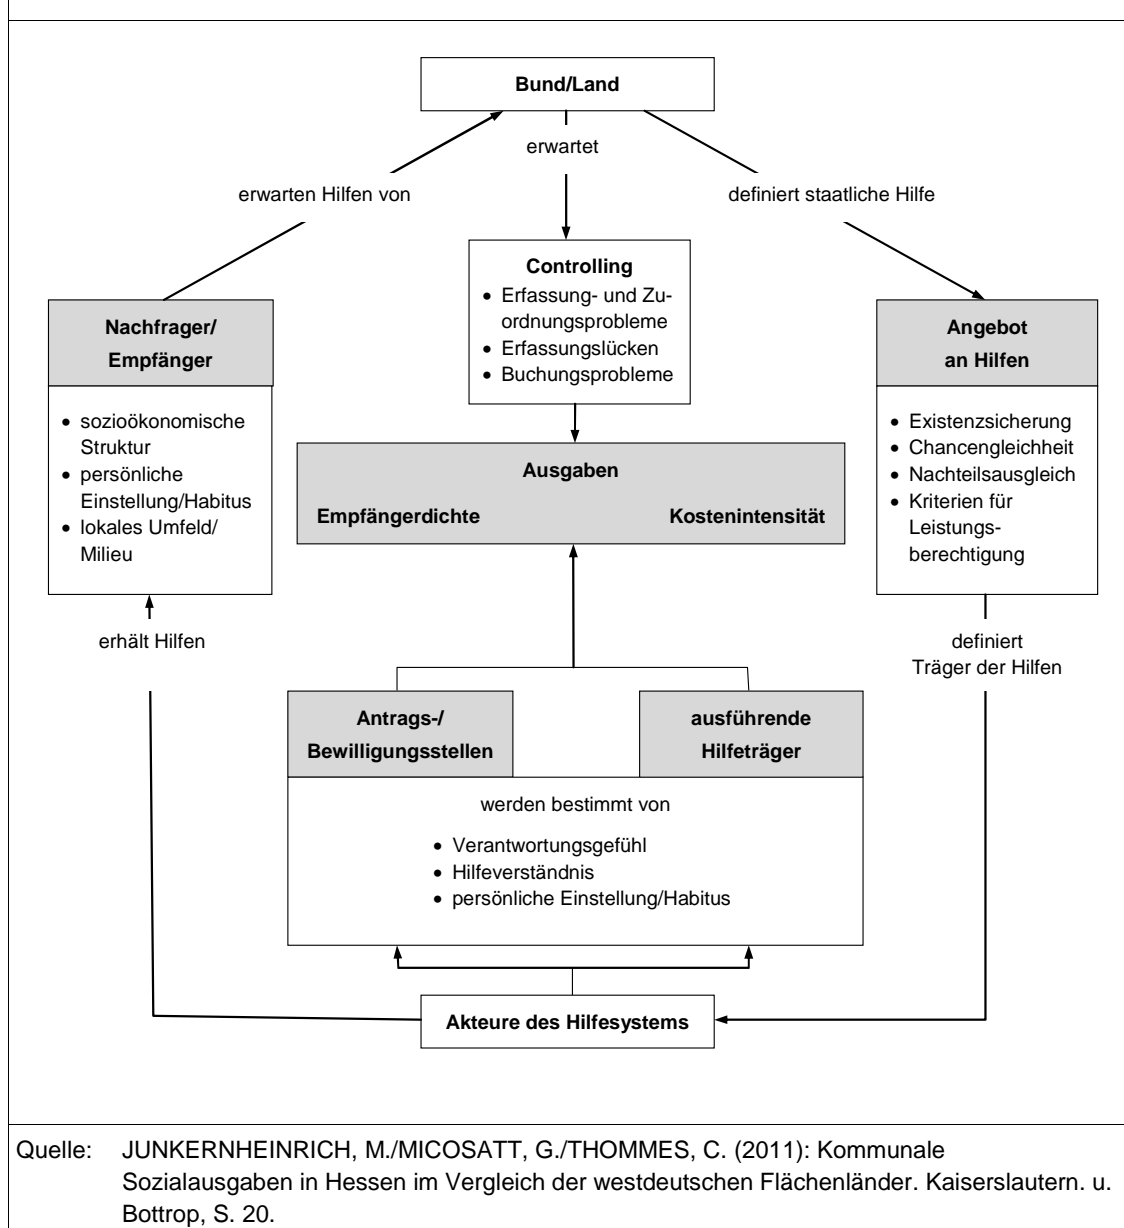 Bund/Land
erwartet
erwarten Hilfen von
definiert staatliche Hilfe
Controlling
• Erfassung- und Zu-
ordnungsprobleme
• Erfassungslücken
• Buchungsprobleme
Nachfrager/
Empfänger
• sozioökonomische
Struktur
• persönliche
Einstellung/Habitus
• lokales Umfeld/
Milieu
Angebot
an Hilfen
• Existenzsicherung
• Chancengleichheit
• Nachteilsausgleich
• Kriterien für
Leistungs-
berechtigung
Ausgaben
Empfängerdichte Kostenintensität
erhält Hilfen
definiert
Träger der Hilfen
Antrags-/
Bewilligungsstellen
ausführende
Hilfeträger
werden bestimmt von
• Verantwortungsgefühl
• Hilfeverständnis
• persönliche Einstellung/Habitus
Akteure des Hilfesystems
Quelle: JUNKERNHEINRICH, M./MICOSATT, G./THOMMES, C. (2011): Kommunale
Sozialausgaben in Hessen im Vergleich der westdeutschen Flächenländer. Kaiserslautern. u.
Bottrop, S. 20.